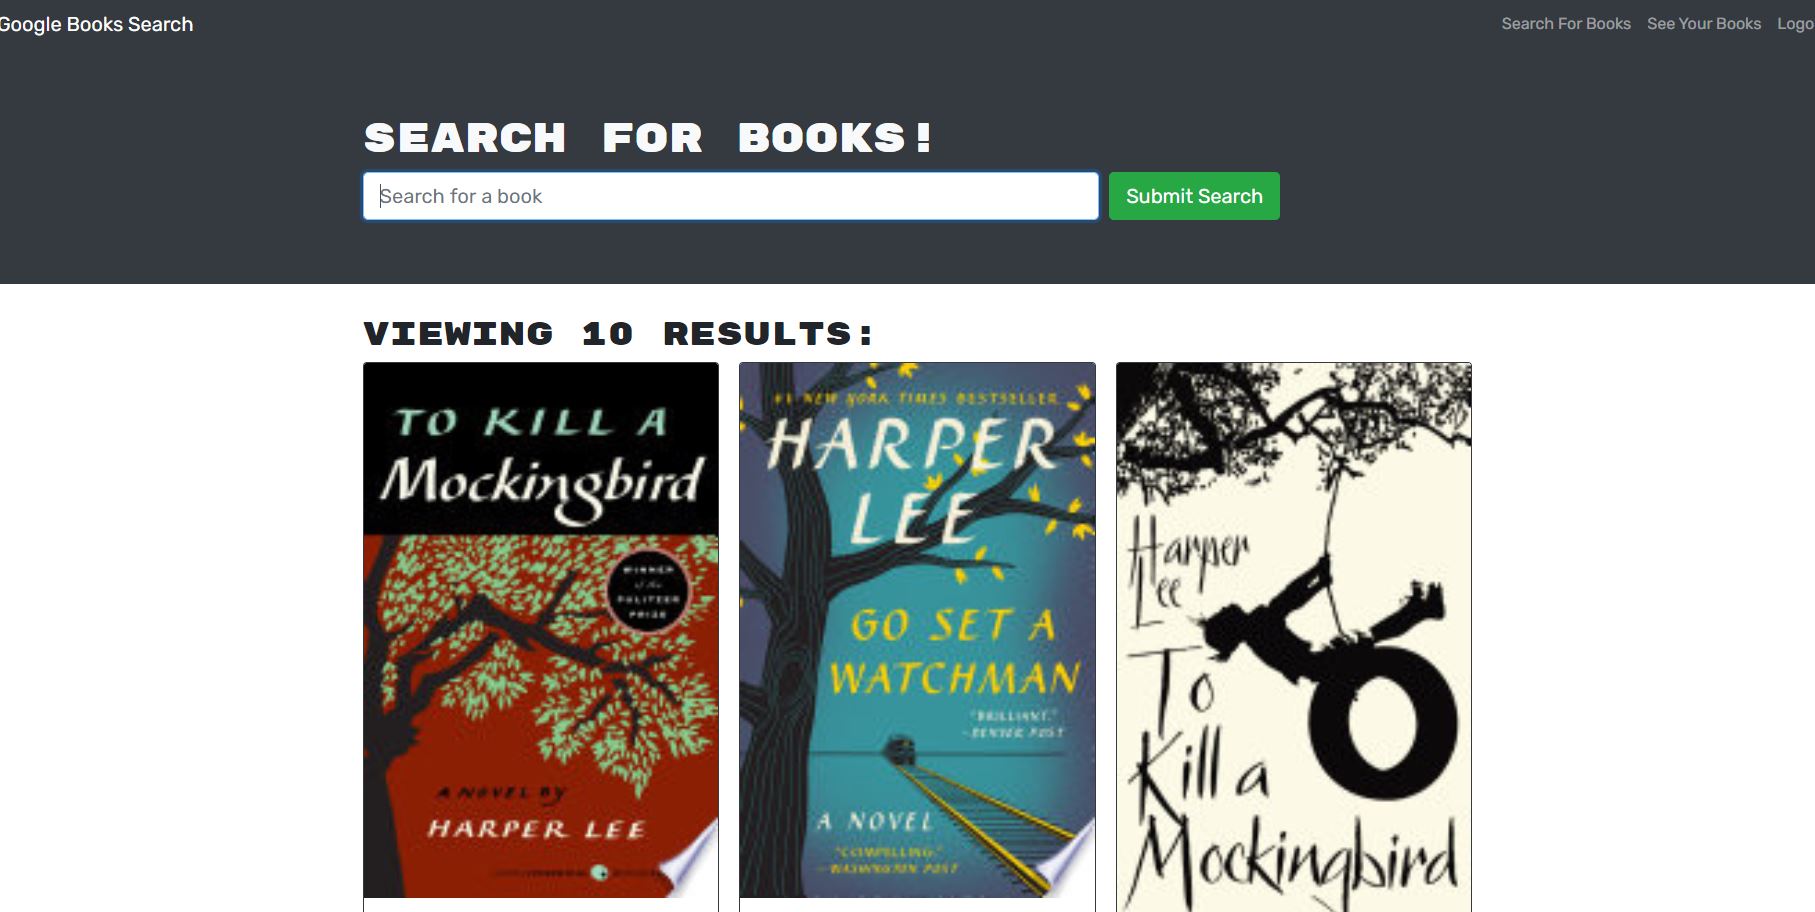 Google Books Search
Search For Books
See Your Books
Logo
SEARCH FOR BOOKS!
Search for a book
Submit Search
VIEWING 10 RESULTS:
TO KILL A
Mockingbird
WINNER
of the
PULITZER
PRIZE
A NOVEL BY
HARPER LEE
#1 NEW YORK TIMES BESTSELLER
HARPER
LEE
GO SET A
WATCHMAN
"BRILLIANT."
—DENVER POST
A NOVEL
"COMPELLING."
—WASHINGTON POST
Harper
Lee
To
Kill a
Mockingbird